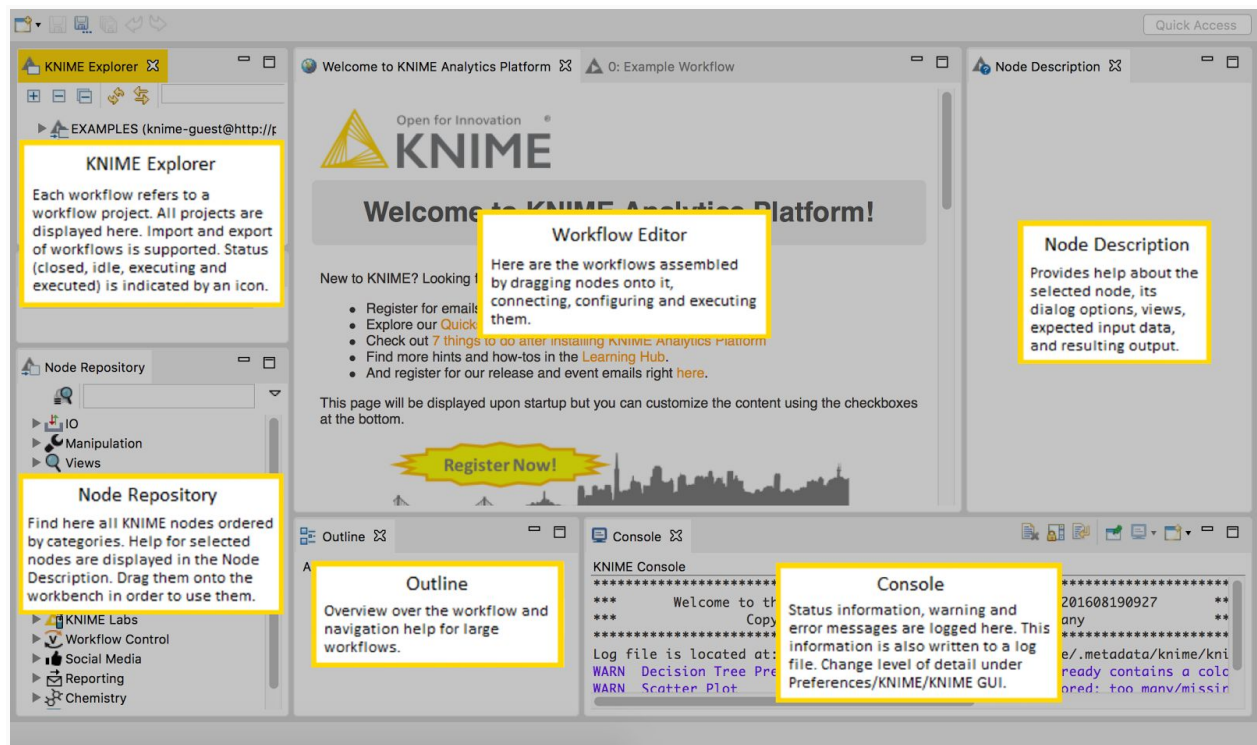 Quick Access
KNIME Explorer
Welcome to KNIME Analytics Platform
0: Example Workflow
Node Description
EXAMPLES (knime-guest@http://p
KNIME Explorer
Each workflow refers to a
workflow project. All projects are
displayed here. Import and export
of workflows is supported. Status
(closed, idle, executing and
executed) is indicated by an icon.
Open for Innovation ®
KNIME
Welcome to KNIME Analytics Platform!
New to KNIME? Looking
Register for emails
Explore our Quick
Check out 7 things to do after installing KNIME Analytics Platform
Find more hints and how-tos in the Learning Hub.
And register for our release and event emails right here.
This page will be displayed upon startup but you can customize the content using the checkboxes
at the bottom.
Register Now!
Workflow Editor
Here are the workflows assembled
by dragging nodes onto it,
connecting, configuring and executing
them.
Node Description
Provides help about the
selected node, its
dialog options, views,
expected input data,
and resulting output.
Node Repository
IO
Manipulation
Views
Node Repository
Find here all KNIME nodes ordered
by categories. Help for selected
nodes are displayed in the Node
Description. Drag them onto the
workbench in order to use them.
KNIME Labs
Workflow Control
Social Media
Reporting
Chemistry
Outline
A
Outline
Overview over the workflow and
navigation help for large
workflows.
Console
KNIME Console
*** Welcome to th 201608190927 **
*** Copy any **
Log file is located at: e/.metadata/knime/kni
WARN Decision Tree Pre ready contains a colo
WARN Scatter Plot ored: too many/missin
Console
Status information, warning and
error messages are logged here. This
information is also written to a log
file. Change level of detail under
Preferences/KNIME/KNIME GUI.